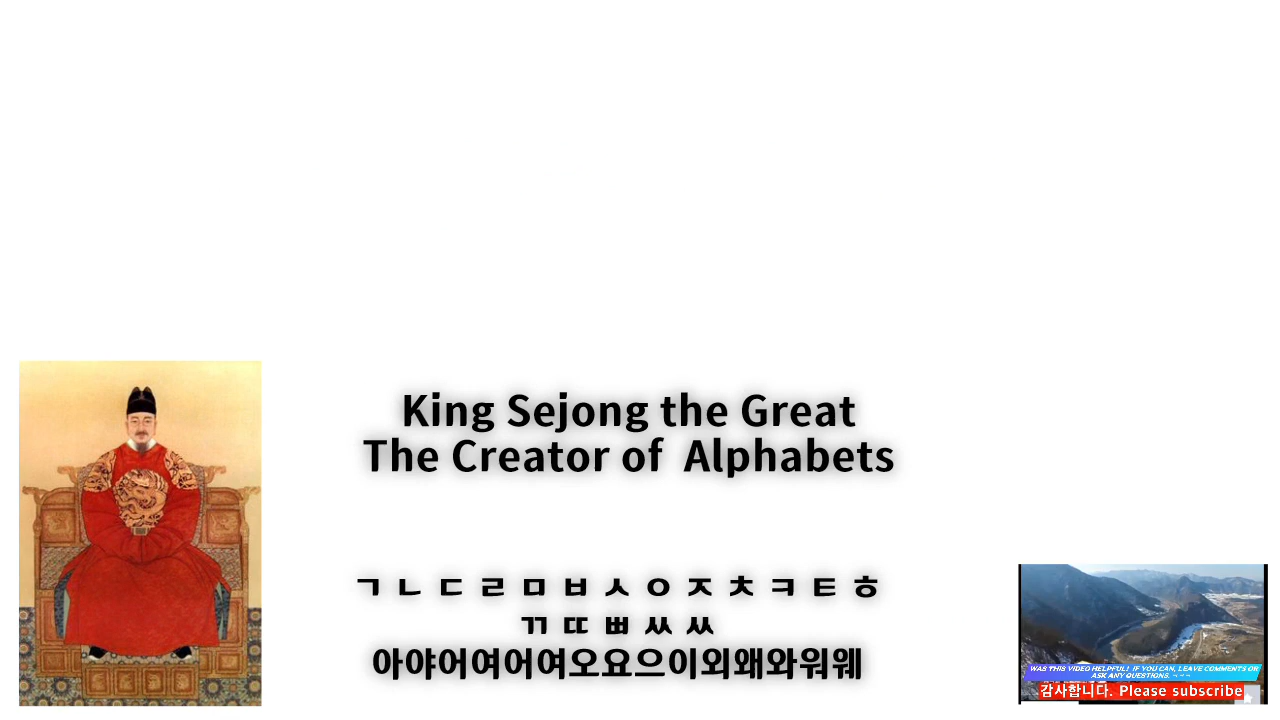 King Sejong the Great
The Creator of Alphabets
ㄱ ㄴ ㄷ ㄹ ㅁ ㅂ ㅅ ㅇ ㅈ ㅊ ㅋ ㅌ ㅎ
ㄲ ㄸ ㅃ ㅆ ㅆ
아야어여어여오요으이외왜와워웨
WAS THIS VIDEO HELPFUL! IF YOU CAN, LEAVE COMMENTS OR
ASK ANY QUESTIONS. ~ ~ ~
감사합니다. Please subscribe